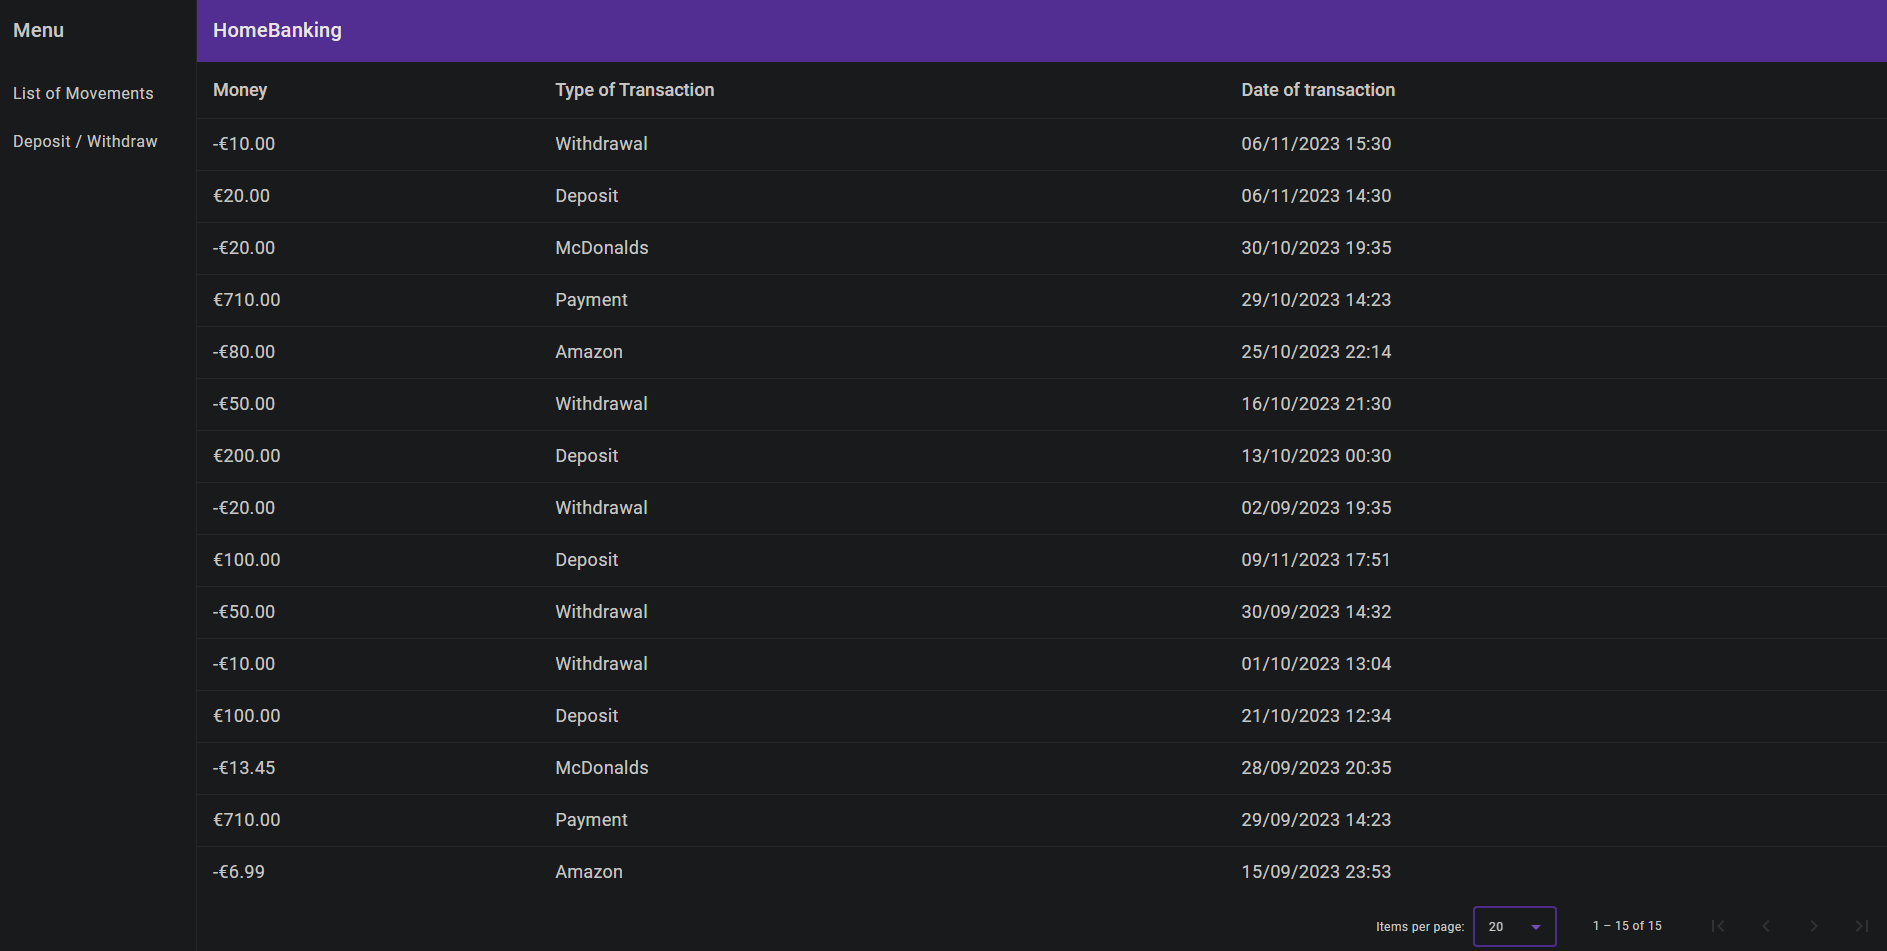 Menu
HomeBanking
List of Movements
Deposit / Withdraw
Money Type of Transaction Date of transaction
-€10.00 Withdrawal 06/11/2023 15:30
€20.00 Deposit 06/11/2023 14:30
-€20.00 McDonalds 30/10/2023 19:35
€710.00 Payment 29/10/2023 14:23
-€80.00 Amazon 25/10/2023 22:14
-€50.00 Withdrawal 16/10/2023 21:30
€200.00 Deposit 13/10/2023 00:30
-€20.00 Withdrawal 02/09/2023 19:35
€100.00 Deposit 09/11/2023 17:51
-€50.00 Withdrawal 30/09/2023 14:32
-€10.00 Withdrawal 01/10/2023 13:04
€100.00 Deposit 21/10/2023 12:34
-€13.45 McDonalds 28/09/2023 20:35
€710.00 Payment 29/09/2023 14:23
-€6.99 Amazon 15/09/2023 23:53
Items per page: 20 1 – 15 of 15